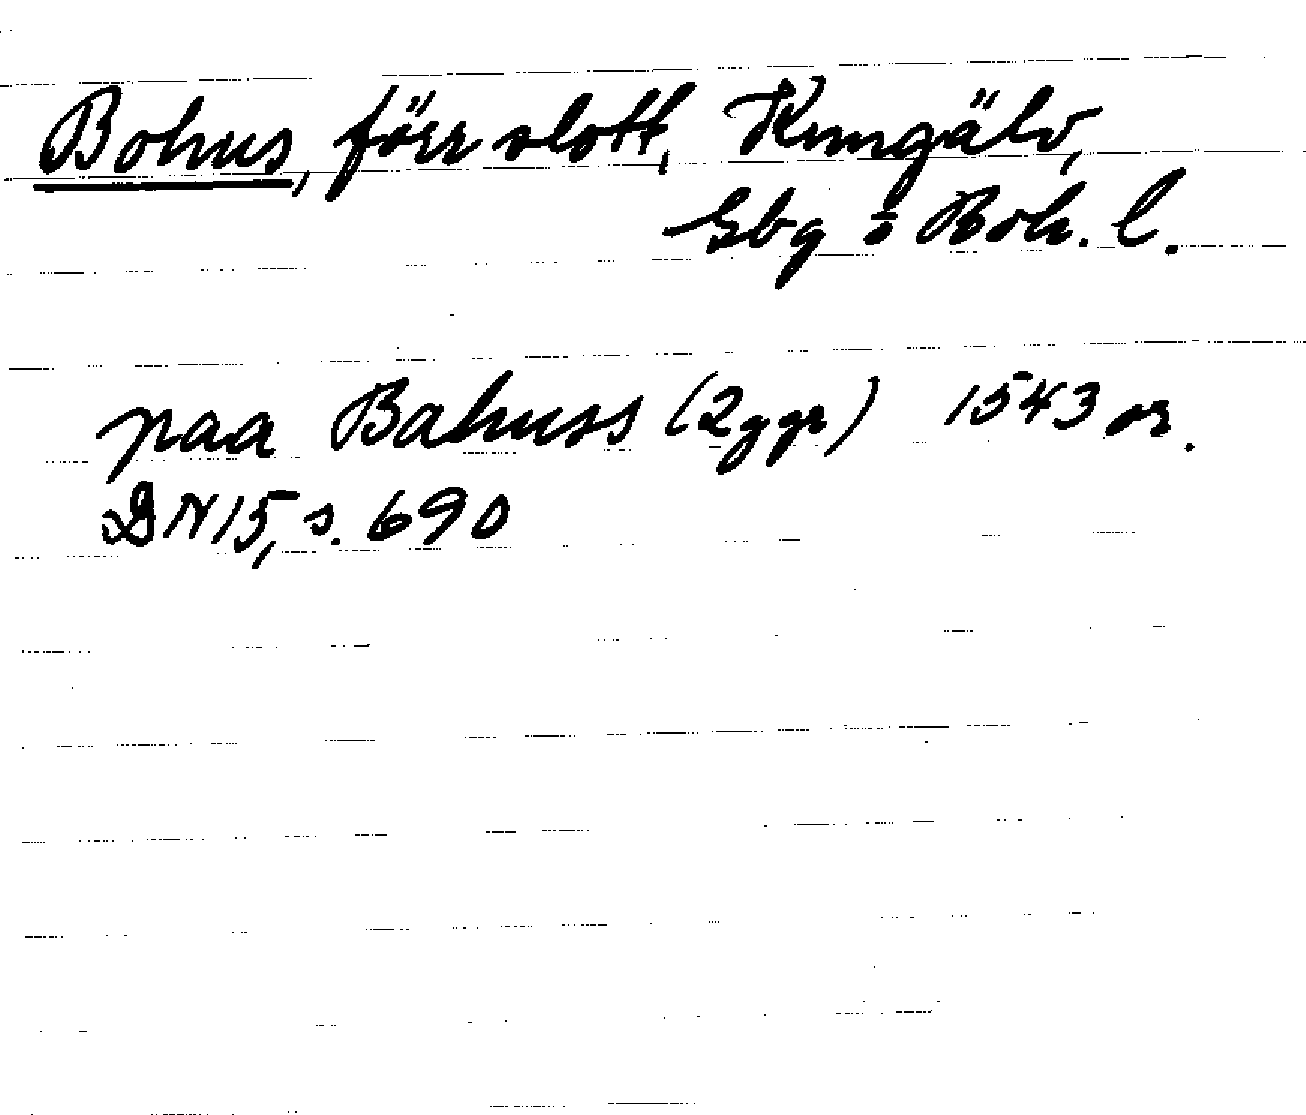 Bohus, förr slott, Kungälv,
Gbg o Boh. l.
paa Bahuss (2 ggr) 1543 or.
DN 15, s. 690